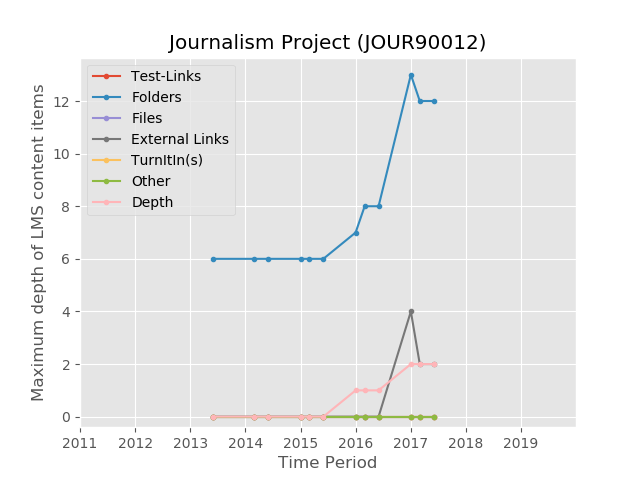 Journalism Project (JOUR90012)
Test-Links
Folders
Files
External Links
TurnItIn(s)
Other
Depth
Maximum depth of LMS content items
12
10
8
6
4
2
0
2011 2012 2013 2014 2015 2016 2017 2018 2019
Time Period